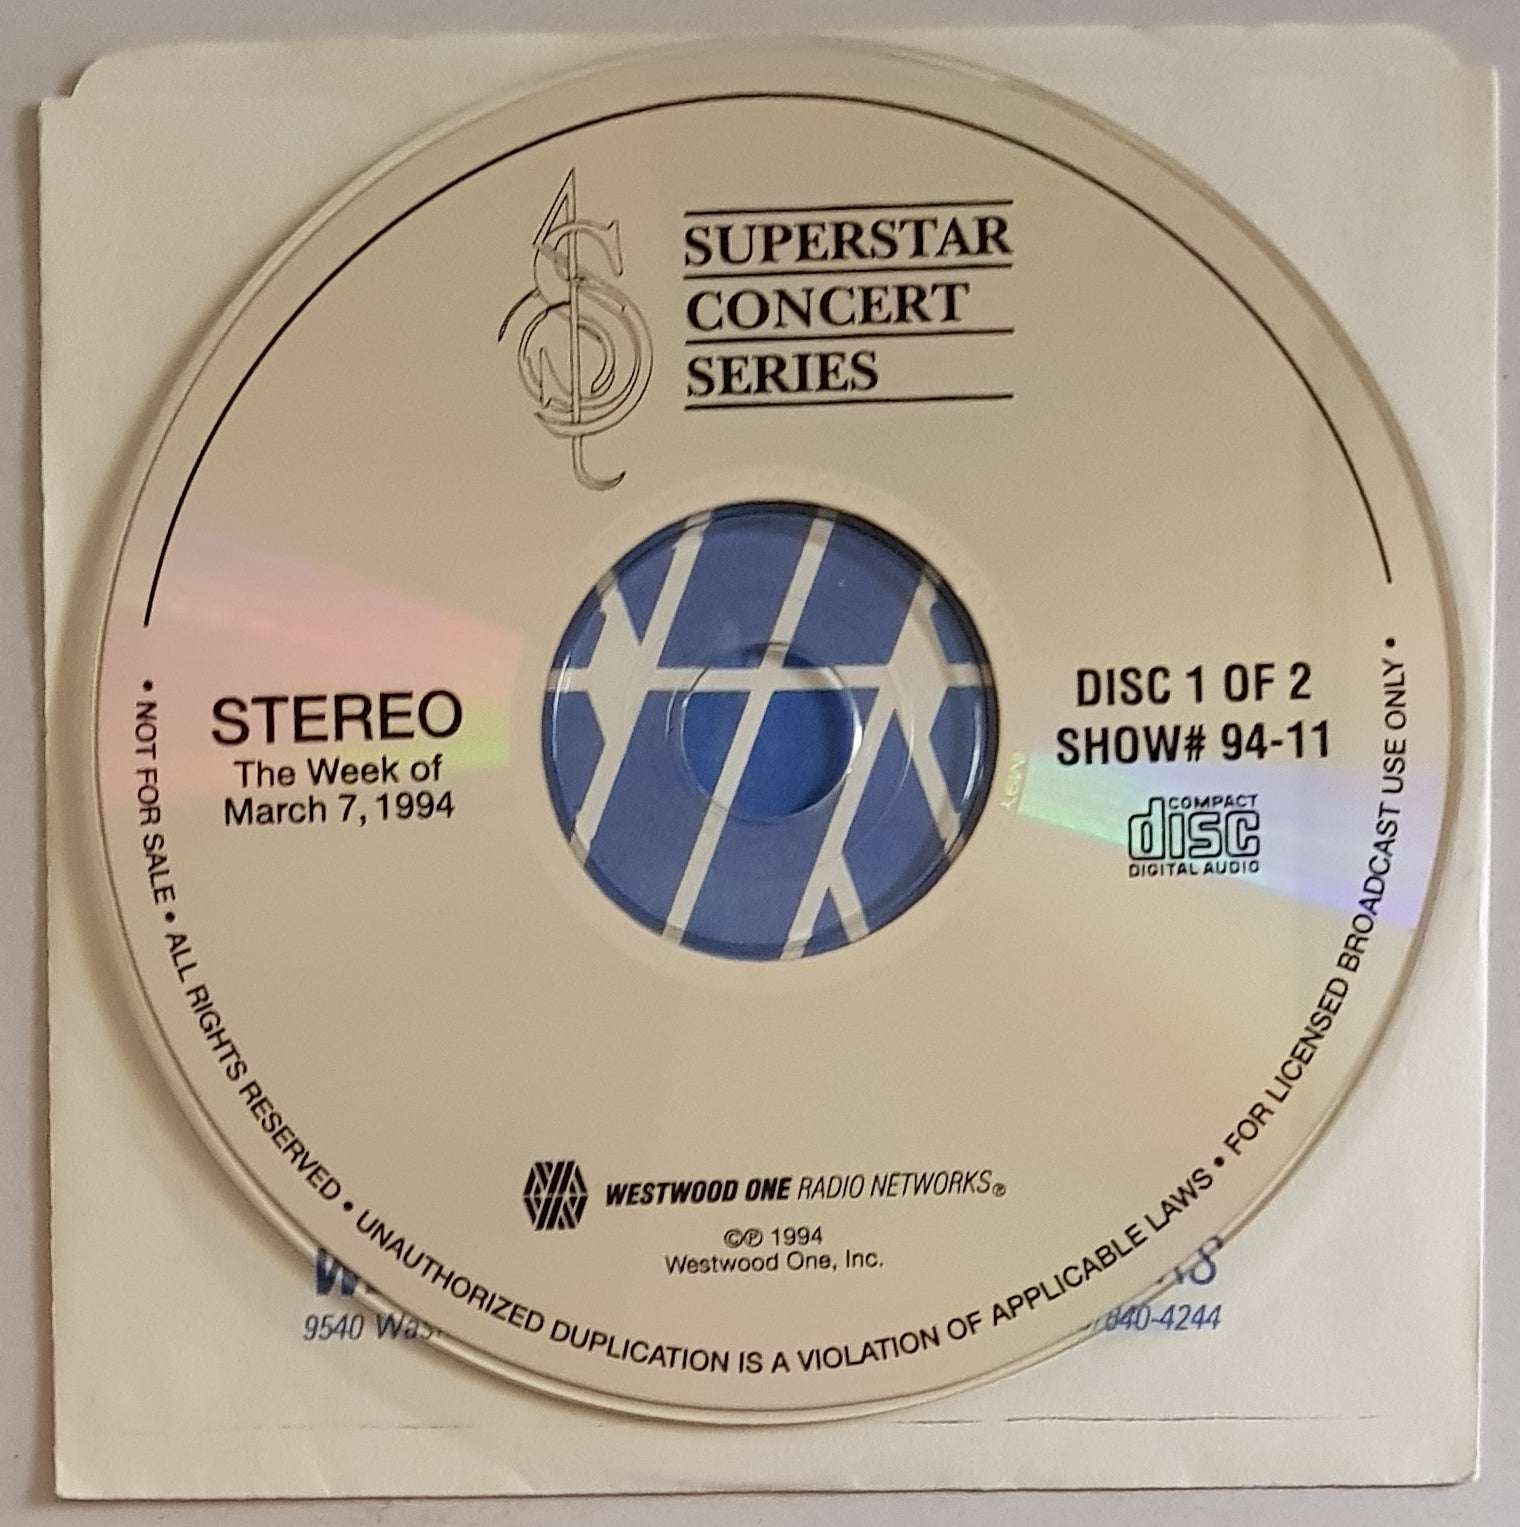 SUPERSTAR
CONCERT
SERIES
STEREO
The Week of
March 7, 1994
DISC 1 OF 2
SHOW# 94-11
COMPACT
disc
DIGITAL AUDIO
WESTWOOD ONE RADIO NETWORKS®
©℗ 1994
Westwood One, Inc.
• NOT FOR SALE • ALL RIGHTS RESERVED • UNAUTHORIZED DUPLICATION IS A VIOLATION OF APPLICABLE LAWS • FOR LICENSED BROADCAST USE ONLY •
9540
840-4244